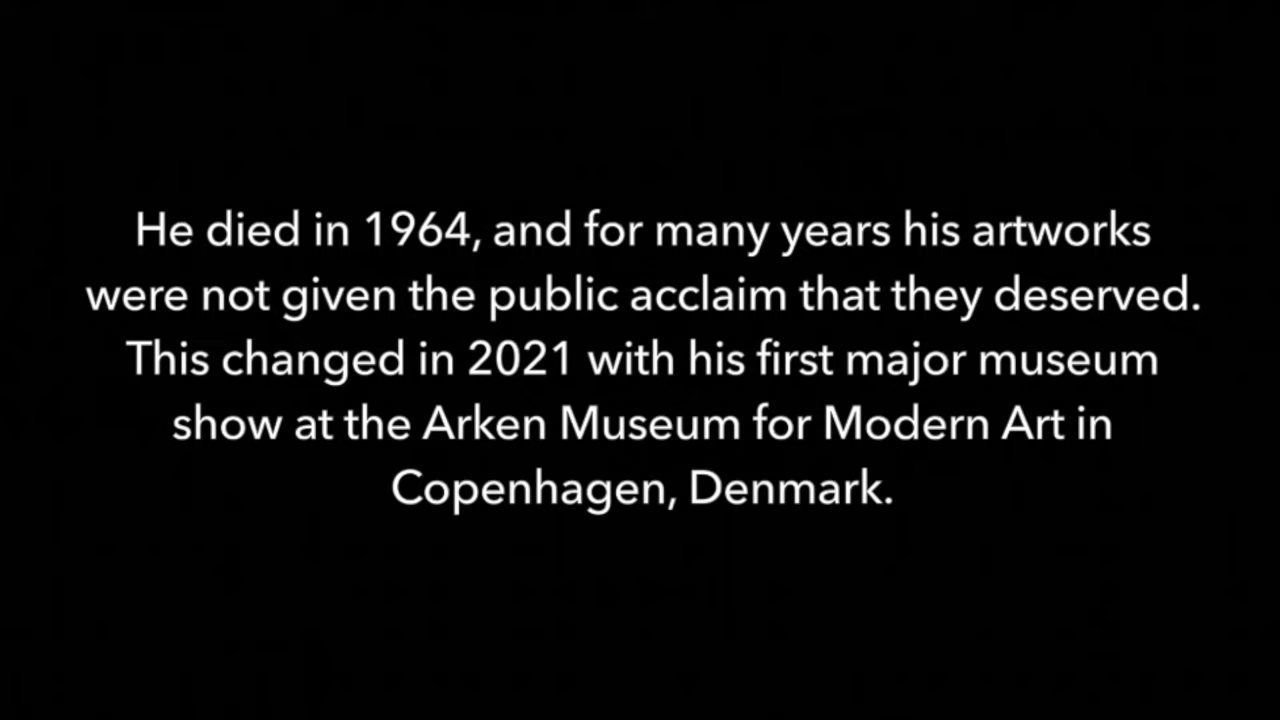 He died in 1964, and for many years his artworks
were not given the public acclaim that they deserved.
This changed in 2021 with his first major museum
show at the Arken Museum for Modern Art in
Copenhagen, Denmark.